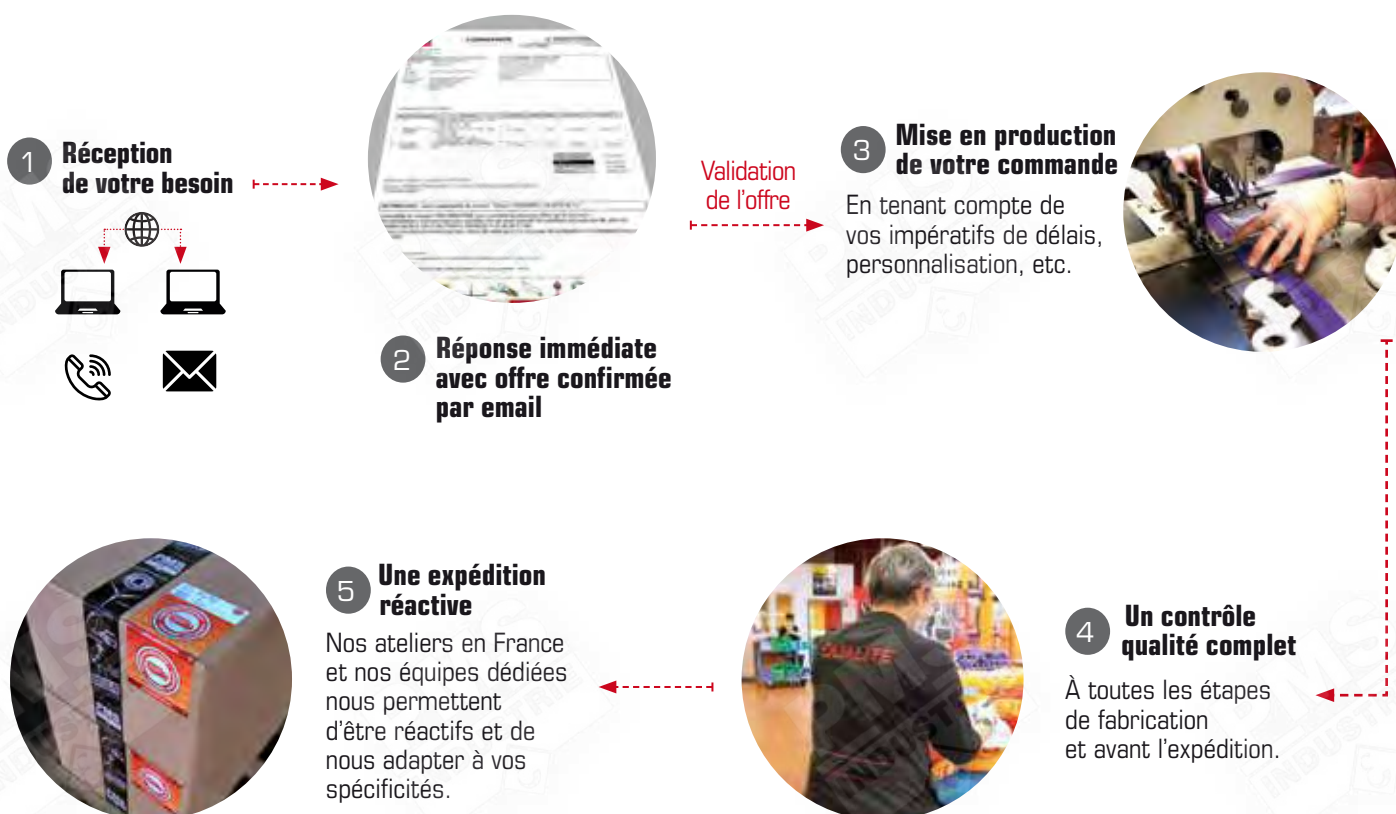 1
Réception
de votre besoin
2
Réponse immédiate
avec offre confirmée
par email
Validation
de l'offre
3
Mise en production
de votre commande
En tenant compte de
vos impératifs de délais,
personnalisation, etc.
4
Un contrôle
qualité complet
À toutes les étapes
de fabrication
et avant l'expédition.
QUALITÉ
5
Une expédition
réactive
Nos ateliers en France
et nos équipes dédiées
nous permettent
d'être réactifs et de
nous adapter à vos
spécificités.
PMS
INDUSTRIE